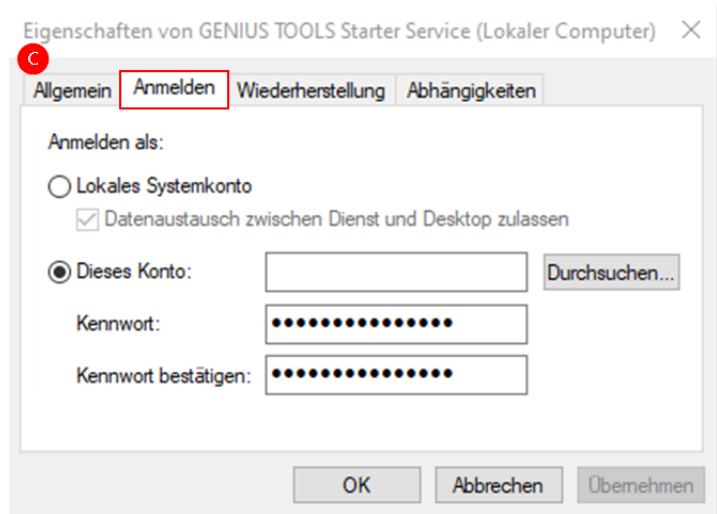 Eigenschaften von GENIUS TOOLS Starter Service (Lokaler Computer)
C
Allgemein Anmelden Wiederherstellung Abhängigkeiten
Anmelden als:
Lokales Systemkonto
Datenaustausch zwischen Dienst und Desktop zulassen
Dieses Konto: Durchsuchen...
Kennwort: •••••••••••••••
Kennwort bestätigen: •••••••••••••••
OK Abbrechen Übernehmen